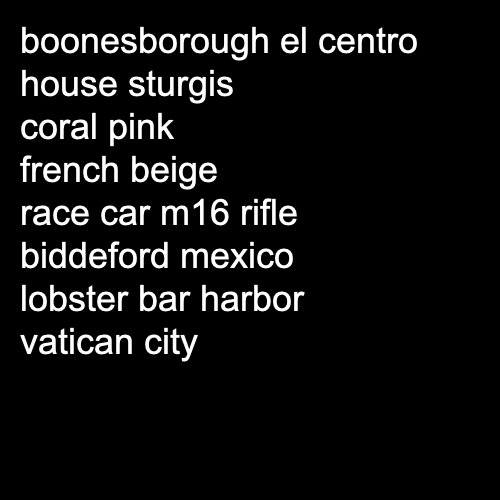 boonesborough el centro
house sturgis
coral pink
french beige
race car m16 rifle
biddeford mexico
lobster bar harbor
vatican city